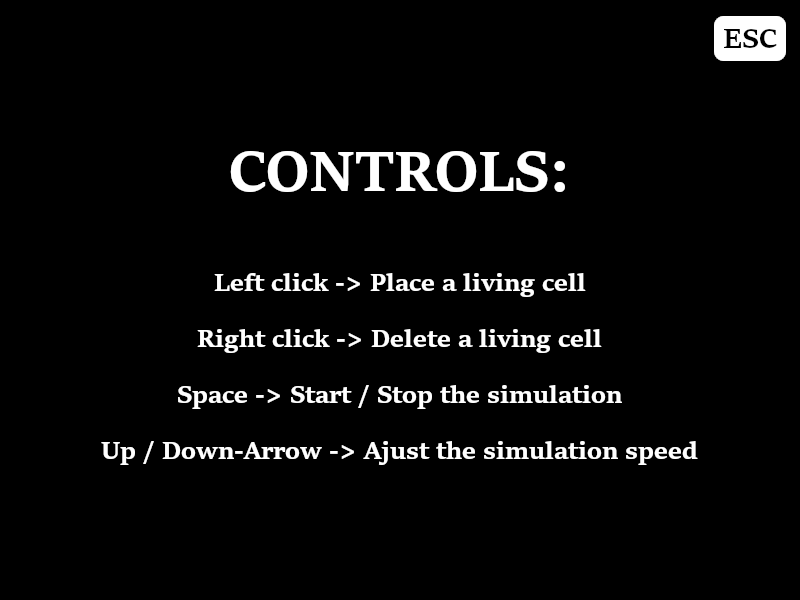 ESC
CONTROLS:
Left click -> Place a living cell
Right click -> Delete a living cell
Space -> Start / Stop the simulation
Up / Down-Arrow -> Ajust the simulation speed